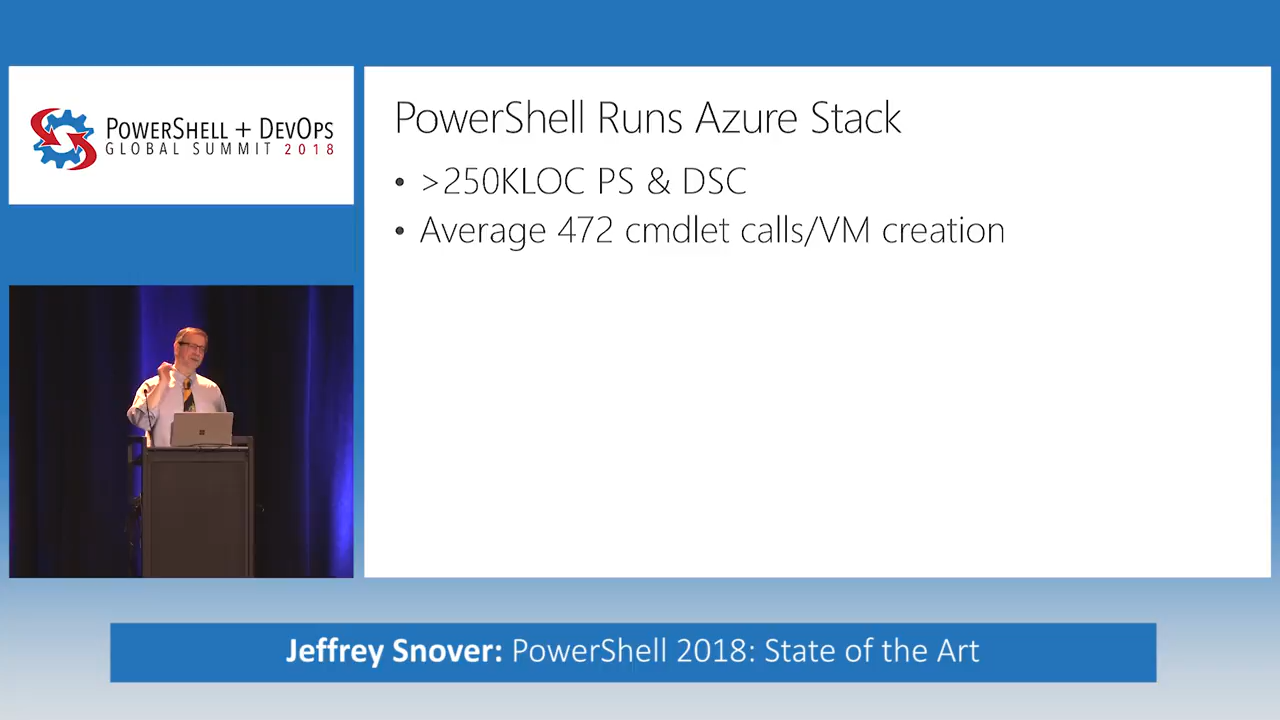 POWERSHELL + DEVOPS
GLOBAL SUMMIT 2018
PowerShell Runs Azure Stack
• >250KLOC PS & DSC
• Average 472 cmdlet calls/VM creation
Jeffrey Snover: PowerShell 2018: State of the Art